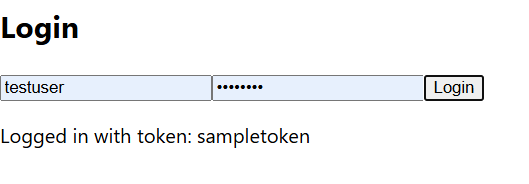 Login
testuser •••••••• Login
Logged in with token: sampletoken